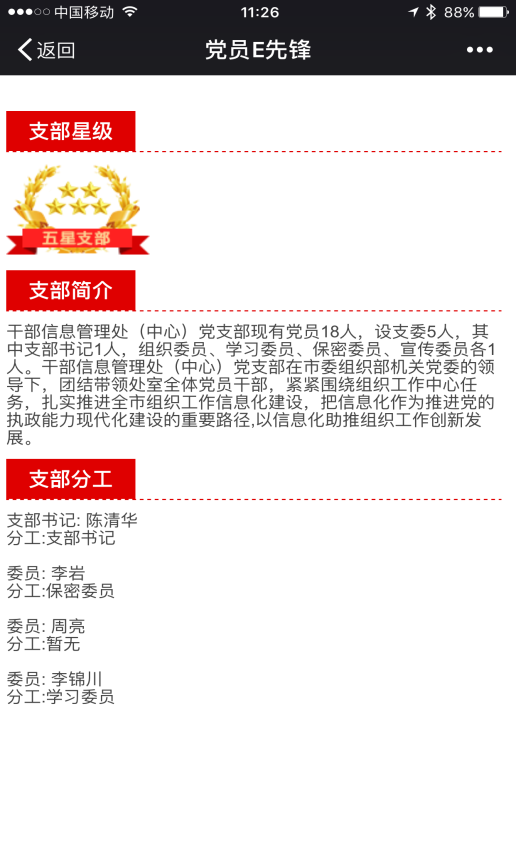 中国移动 11:26 88%
返回 党员E先锋
支部星级
五星支部
支部简介
干部信息管理处（中心）党支部现有党员18人，设支委5人，其
中支部书记1人，组织委员、学习委员、保密委员、宣传委员各1
人。干部信息管理处（中心）党支部在市委组织部机关党委的领
导下，团结带领处室全体党员干部，紧紧围绕组织工作中心任
务，扎实推进全市组织工作信息化建设，把信息化作为推进党的
执政能力现代化建设的重要路径,以信息化助推组织工作创新发
展。
支部分工
支部书记: 陈清华
分工:支部书记
委员: 李岩
分工:保密委员
委员: 周亮
分工:暂无
委员: 李锦川
分工:学习委员